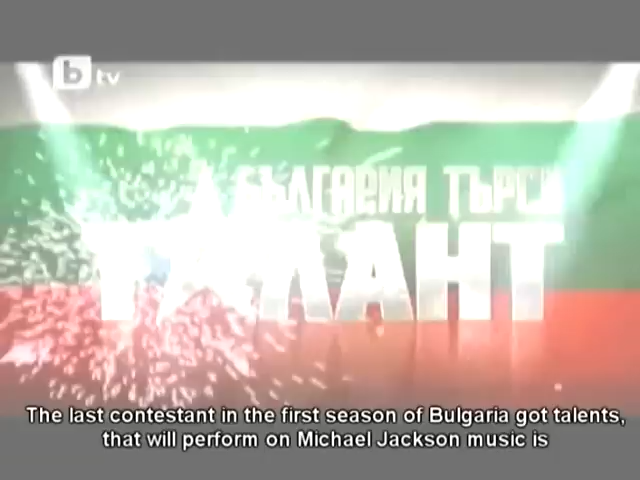 btv
БЪЛГАРИЯ ТЪРСИ
ТАЛАНТ
The last contestant in the first season of Bulgaria got talents,
that will perform on Michael Jackson music is